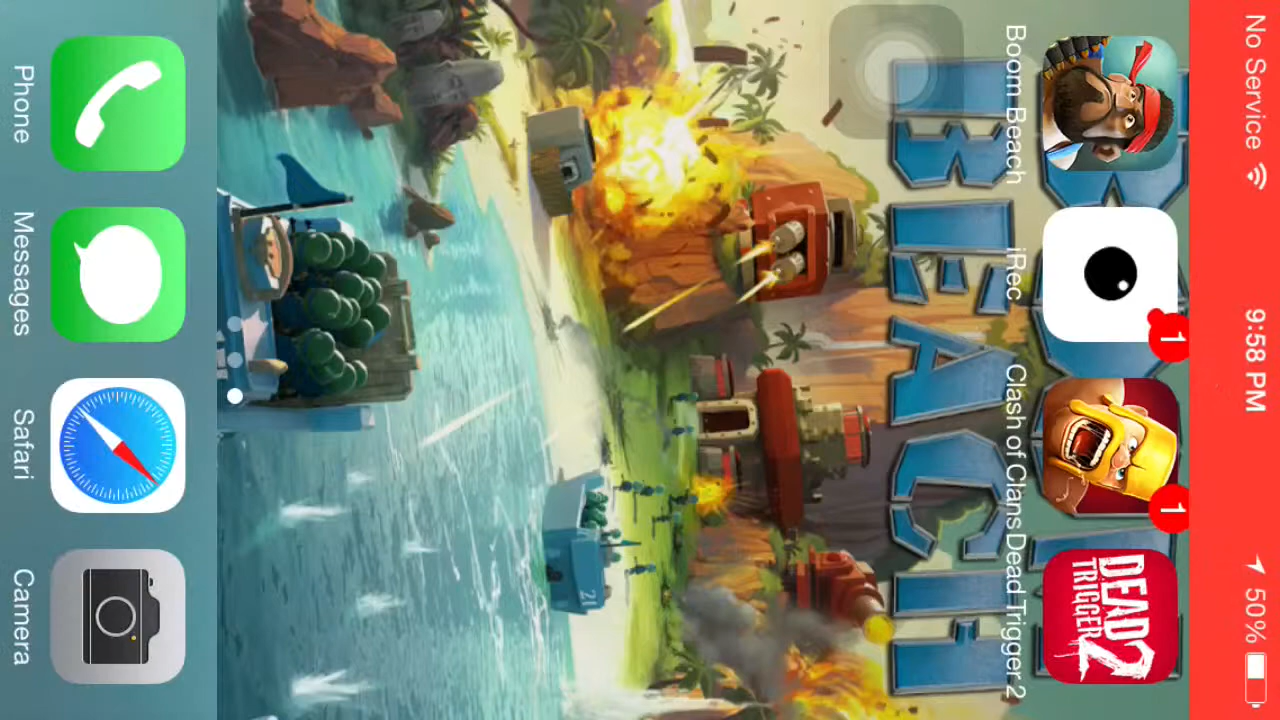 No Service 9:58 PM 50%
1
1
DEAD
TRIGGER
2
Boom Beach iRec Clash of Clans Dead Trigger 2
BEACH
21
Phone Messages Safari Camera